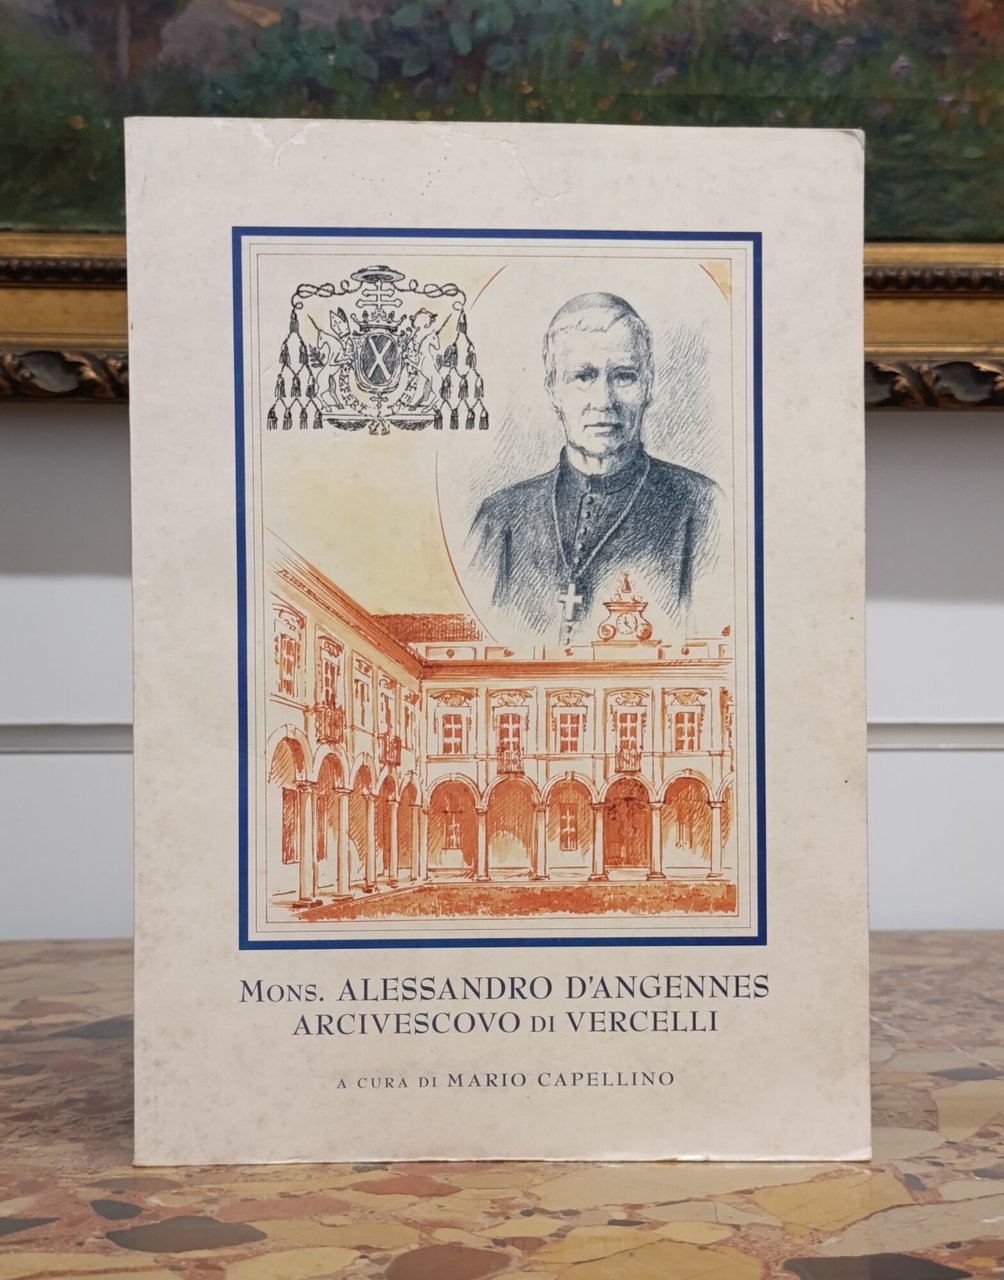 MONS. ALESSANDRO D'ANGENNES
ARCIVESCOVO DI VERCELLI
A CURA DI MARIO CAPELLINO